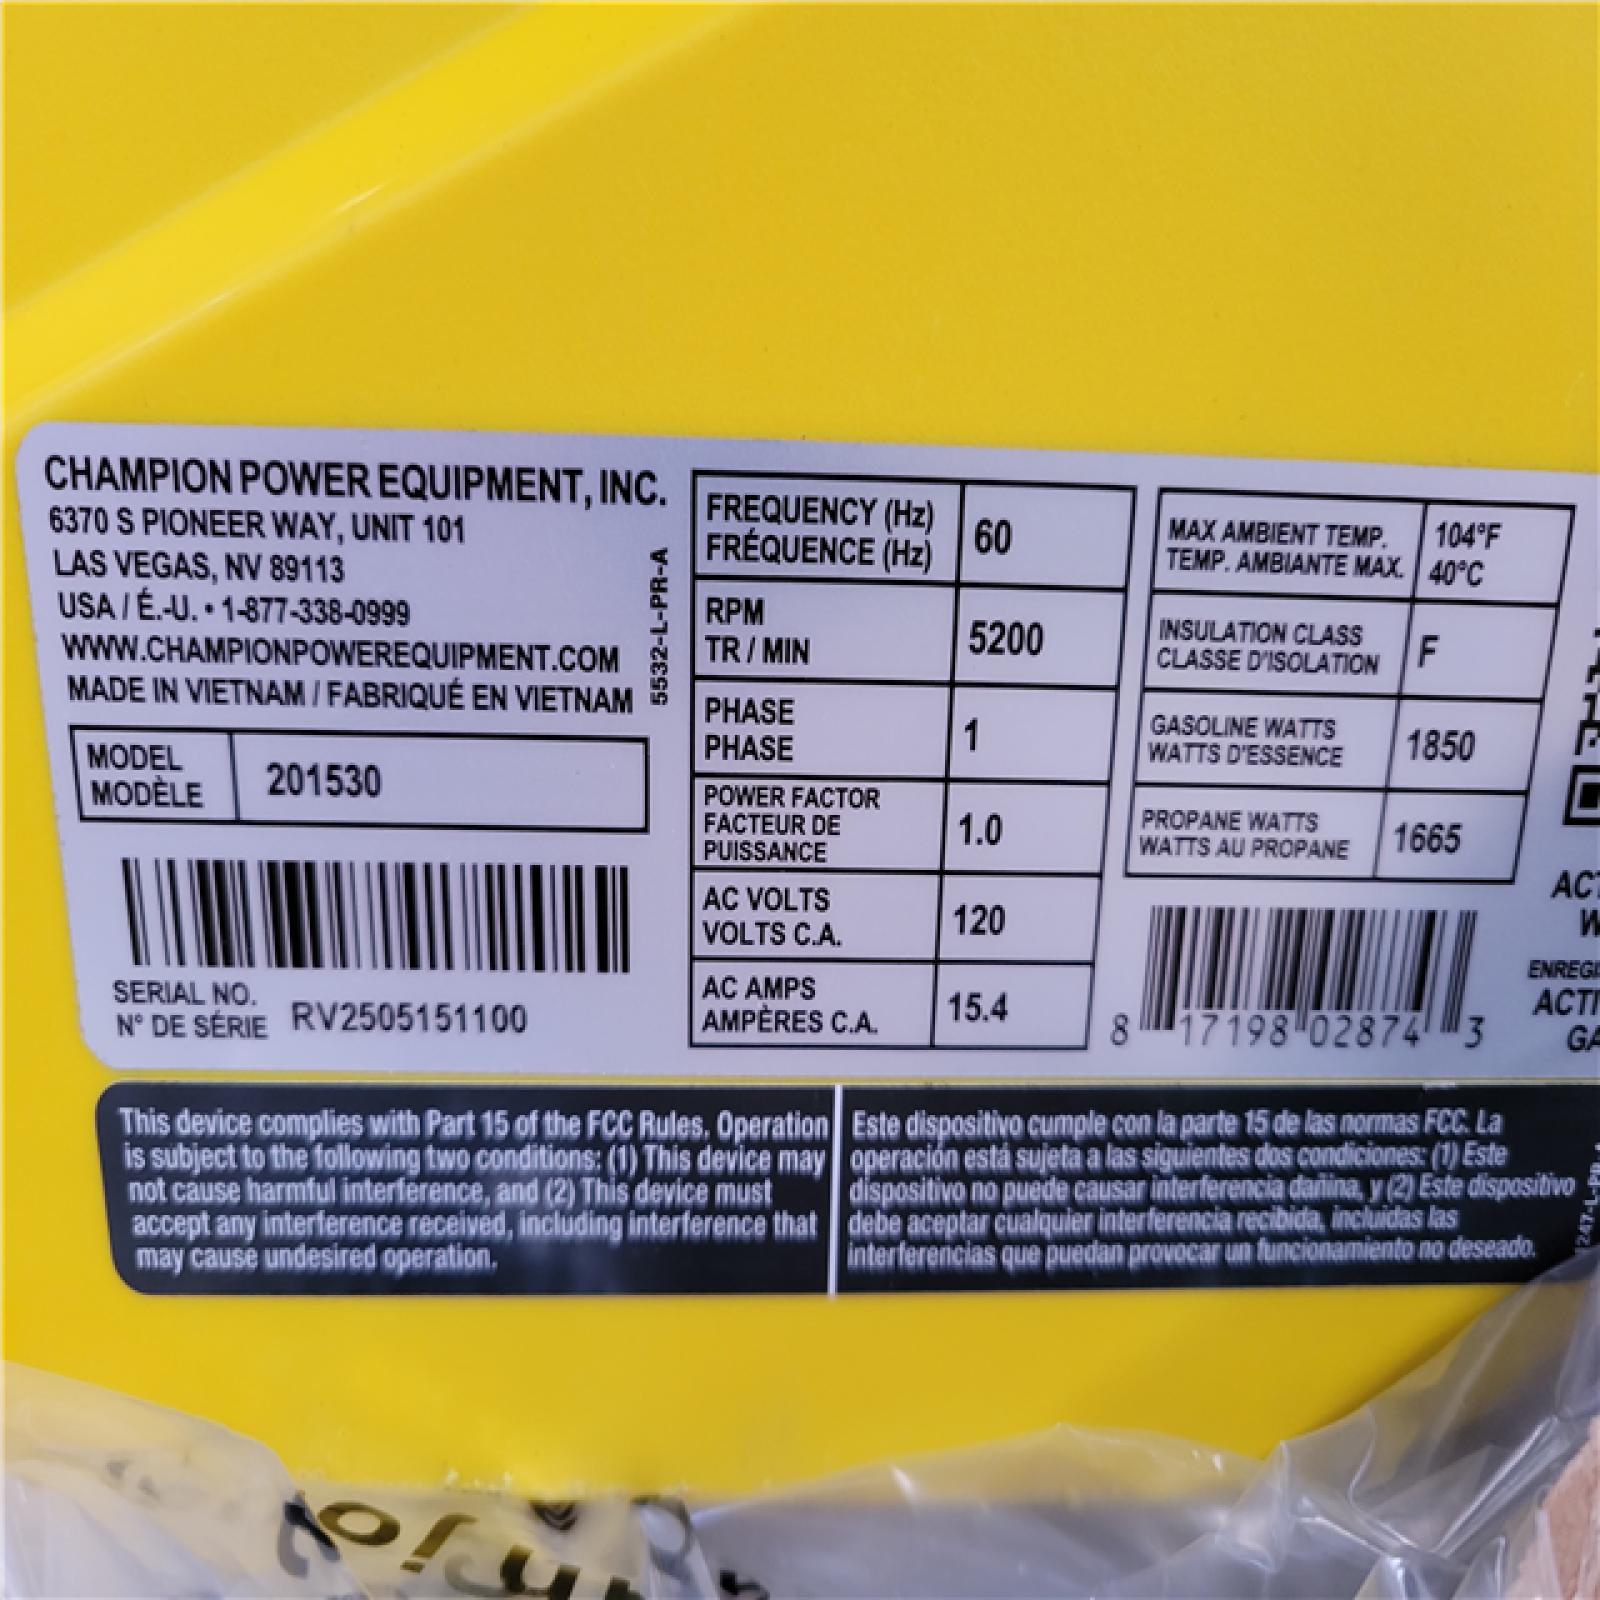 CHAMPION POWER EQUIPMENT, INC.
6370 S PIONEER WAY, UNIT 101
LAS VEGAS, NV 89113
USA / É.-U. • 1-877-338-0999
WWW.CHAMPIONPOWEREQUIPMENT.COM
MADE IN VIETNAM / FABRIQUÉ EN VIETNAM
5532-L-PR-A
MODEL
MODÈLE
201530
SERIAL NO.
N° DE SÉRIE
RV2505151100
FREQUENCY (Hz)
FRÉQUENCE (Hz)
60
RPM
TR / MIN
5200
PHASE
PHASE
1
POWER FACTOR
FACTEUR DE
PUISSANCE
1.0
AC VOLTS
VOLTS C.A.
120
AC AMPS
AMPÈRES C.A.
15.4
MAX AMBIENT TEMP.
TEMP. AMBIANTE MAX.
104°F
40°C
INSULATION CLASS
CLASSE D'ISOLATION
F
GASOLINE WATTS
WATTS D'ESSENCE
1850
PROPANE WATTS
WATTS AU PROPANE
1665
8 17198 02874 3
ENREGI
ACTI
GA
This device complies with Part 15 of the FCC Rules. Operation
is subject to the following two conditions: (1) This device may
not cause harmful interference, and (2) This device must
accept any interference received, including interference that
may cause undesired operation.
Este dispositivo cumple con la parte 15 de las normas FCC. La
operación está sujeta a las siguientes dos condiciones: (1) Este
dispositivo no puede causar interferencia dañina, y (2) Este dispositivo
debe aceptar cualquier interferencia recibida, incluidas las
interferencias que puedan provocar un funcionamiento no deseado.